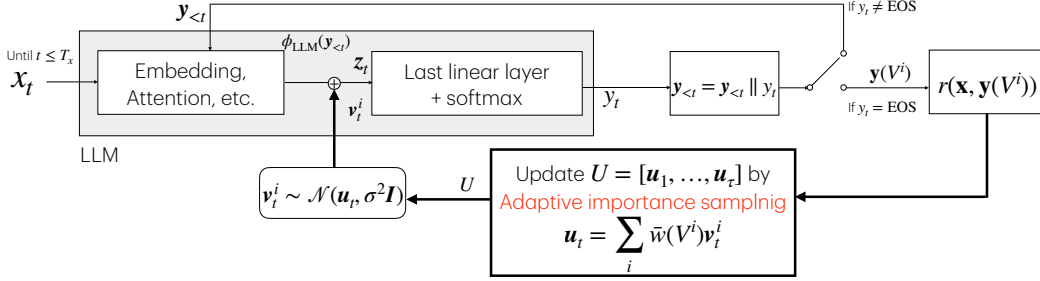 𝒚<t
If yₜ ≠ EOS
Until t ≤ Tₓ
xₜ
Embedding,
Attention, etc.
ϕLLM(𝒚<t)
𝒛ₜ
⊕
𝒗ₜⁱ
Last linear layer
+ softmax
yₜ
𝒚<t = 𝒚<t || yₜ
𝐲(Vⁱ)
If yₜ = EOS
r(𝐱, 𝐲(Vⁱ))
LLM
𝒗ₜⁱ ∼ 𝒩(𝒖ₜ, σ²𝑰)
U
Update U = [𝒖₁, …, 𝒖τ] by
Adaptive importance samplnig
𝒖ₜ = ∑ᵢ w̄(Vⁱ)𝒗ₜⁱ